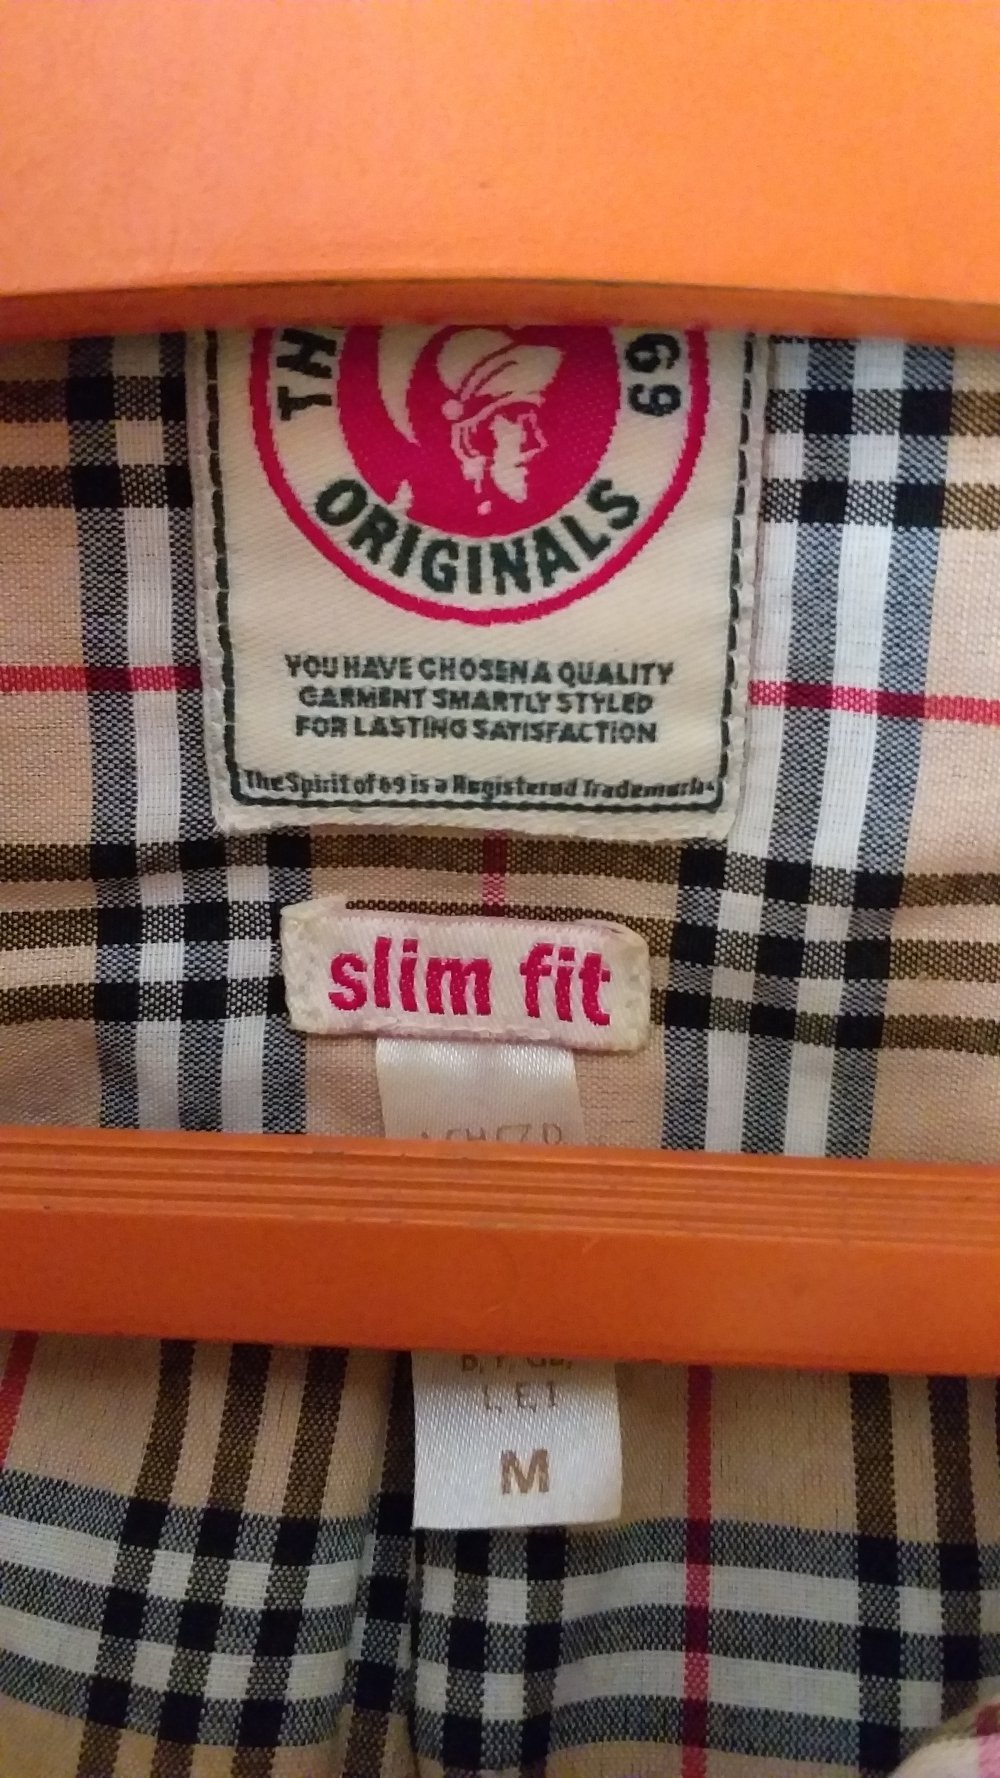 69
ORIGINALS
YOU HAVE CHOSEN A QUALITY
GARMENT SMARTLY STYLED
FOR LASTING SATISFACTION
The Spirit of 69 is a Registered Trademark
slim fit
L, E, I
M